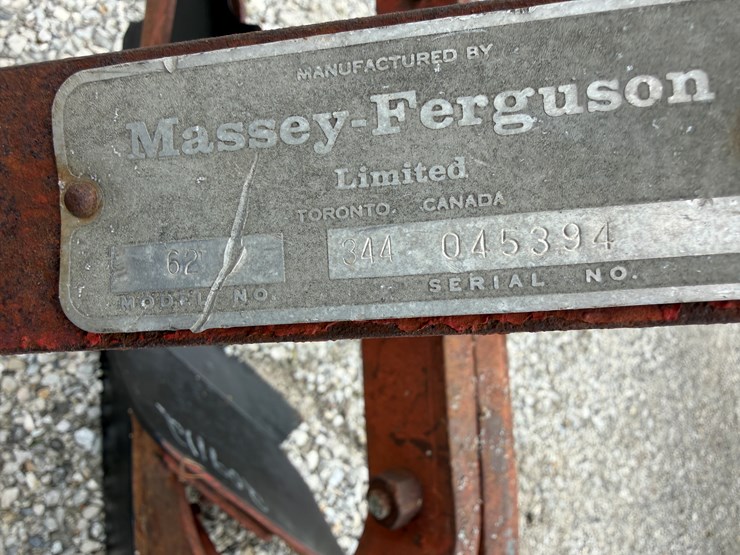 MANUFACTURED BY
Massey-Ferguson
Limited
TORONTO, CANADA
62 344 045394
MODEL NO. SERIAL NO.